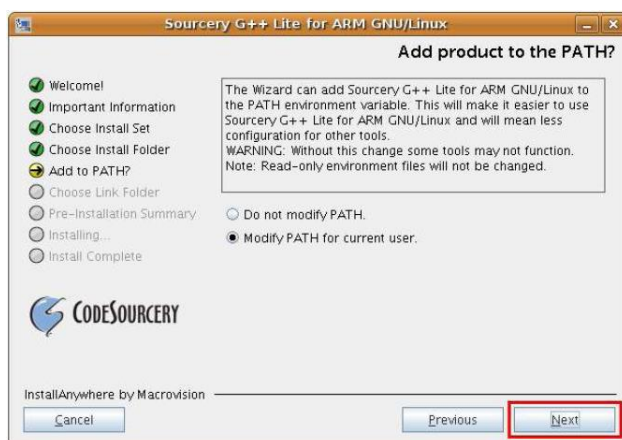 Sourcery G++ Lite for ARM GNU/Linux
Add product to the PATH?
Welcome!
Important Information
Choose Install Set
Choose Install Folder
Add to PATH?
Choose Link Folder
Pre-Installation Summary
Installing...
Install Complete
The Wizard can add Sourcery G++ Lite for ARM GNU/Linux to
the PATH environment variable. This will make it easier to use
Sourcery G++ Lite for ARM GNU/Linux and will mean less
configuration for other tools.
WARNING: Without this change some tools may not function.
Note: Read-only environment files will not be changed.
Do not modify PATH.
Modify PATH for current user.
CODESOURCERY
InstallAnywhere by Macrovision
Cancel
Previous
Next